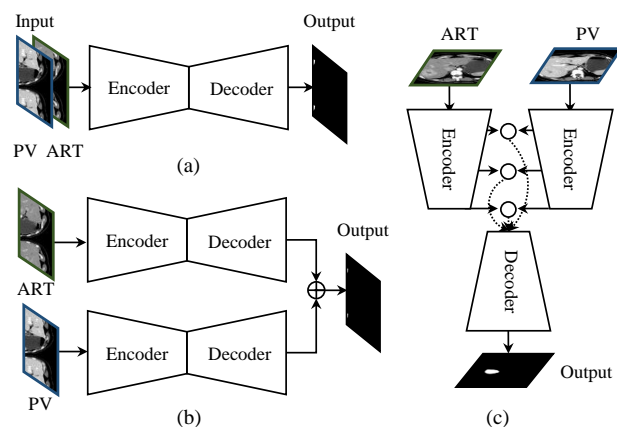 Input
PV ART
Encoder
Decoder
Output
(a)
ART
Encoder
Decoder
PV
Encoder
Decoder
Output
(b)
ART
PV
Encoder
Encoder
Decoder
Output
(c)